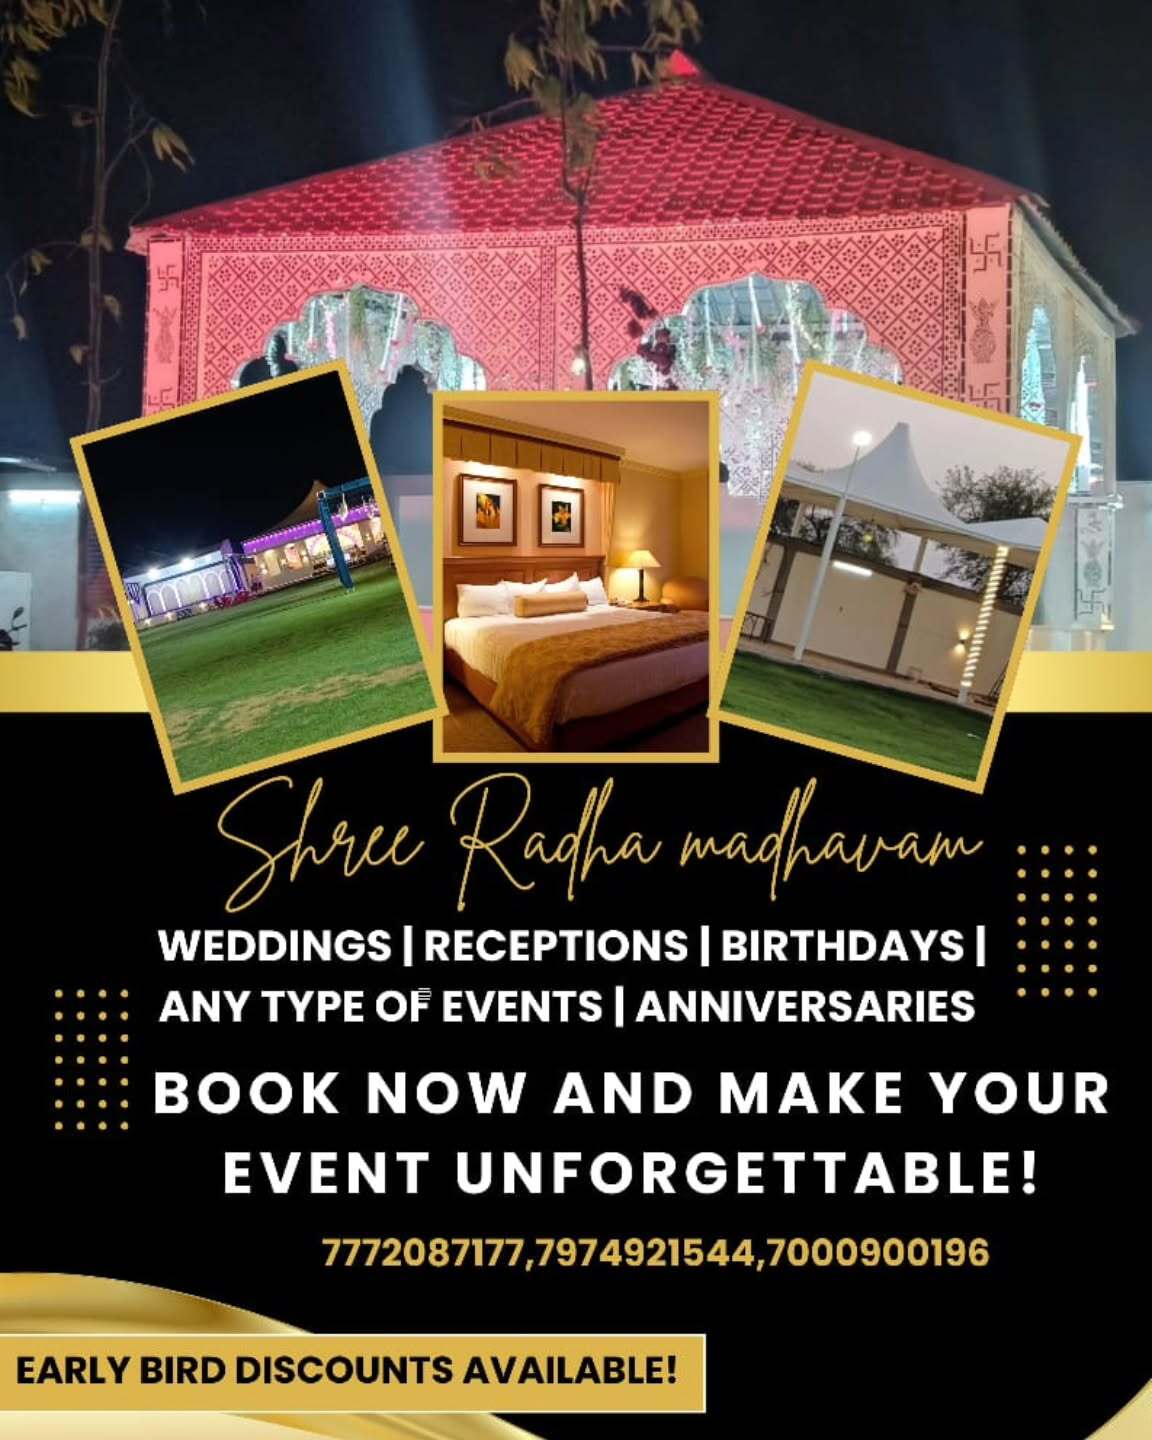 Shree Radha madhavam
WEDDINGS | RECEPTIONS | BIRTHDAYS |
ANY TYPE OF EVENTS | ANNIVERSARIES
BOOK NOW AND MAKE YOUR
EVENT UNFORGETTABLE!
7772087177,7974921544,7000900196
EARLY BIRD DISCOUNTS AVAILABLE!